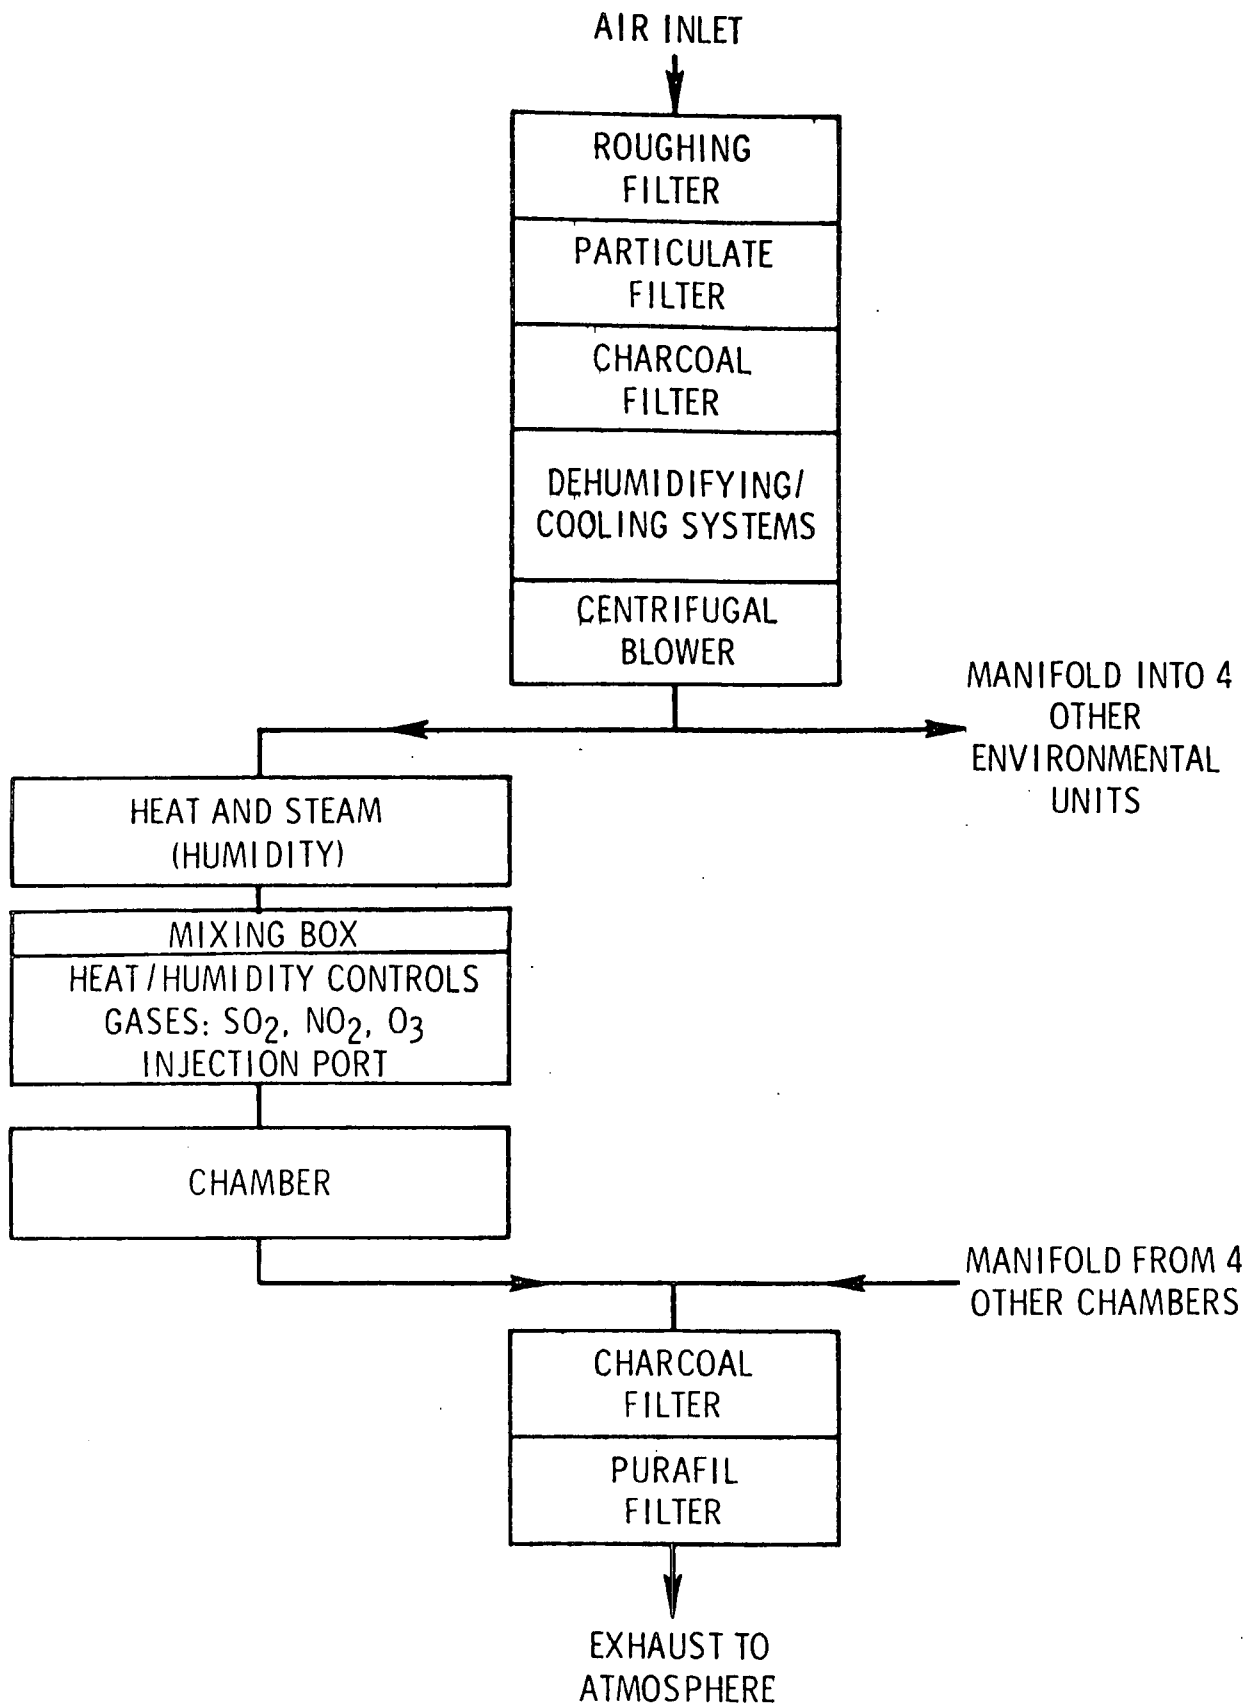 AIR INLET
ROUGHING
FILTER
PARTICULATE
FILTER
CHARCOAL
FILTER
DEHUMIDIFYING/
COOLING SYSTEMS
CENTRIFUGAL
BLOWER
MANIFOLD INTO 4
OTHER
ENVIRONMENTAL
UNITS
HEAT AND STEAM
(HUMIDITY)
MIXING BOX
HEAT/HUMIDITY CONTROLS
GASES: SO2, NO2, O3
INJECTION PORT
CHAMBER
MANIFOLD FROM 4
OTHER CHAMBERS
CHARCOAL
FILTER
PURAFIL
FILTER
EXHAUST TO
ATMOSPHERE